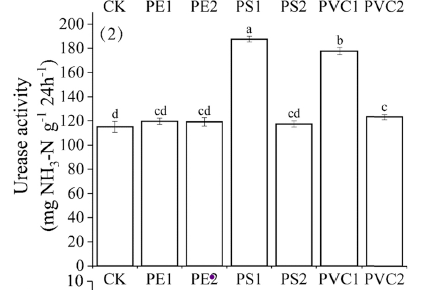 CK PE1 PE2 PS1 PS2 PVC1 PVC2
(2)
Urease activity
(mg NH₃-N g⁻¹ 24h⁻¹)
200
180
160
140
120
100
80
60
40
20
0
d cd cd a cd b c
CK PE1 PE2 PS1 PS2 PVC1 PVC2
10